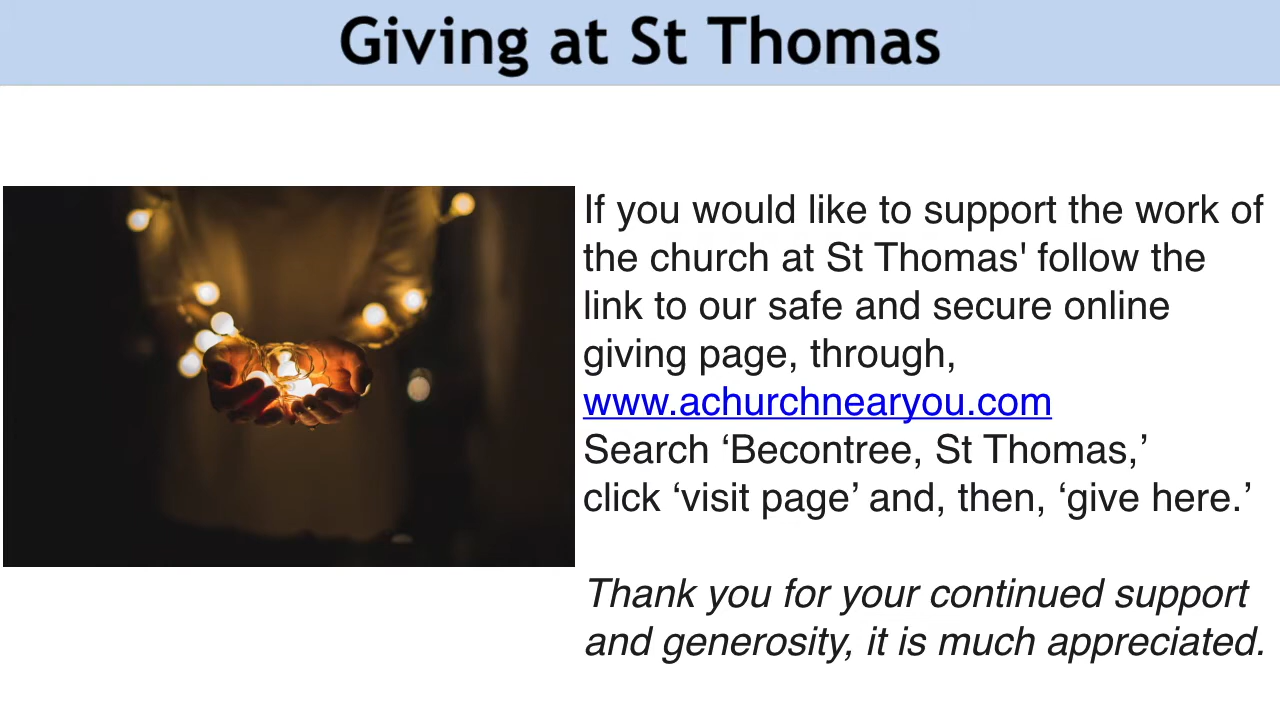 Giving at St Thomas
If you would like to support the work of
the church at St Thomas' follow the
link to our safe and secure online
giving page, through,
www.achurchnearyou.com
Search ‘Becontree, St Thomas,’
click ‘visit page’ and, then, ‘give here.’
Thank you for your continued support
and generosity, it is much appreciated.